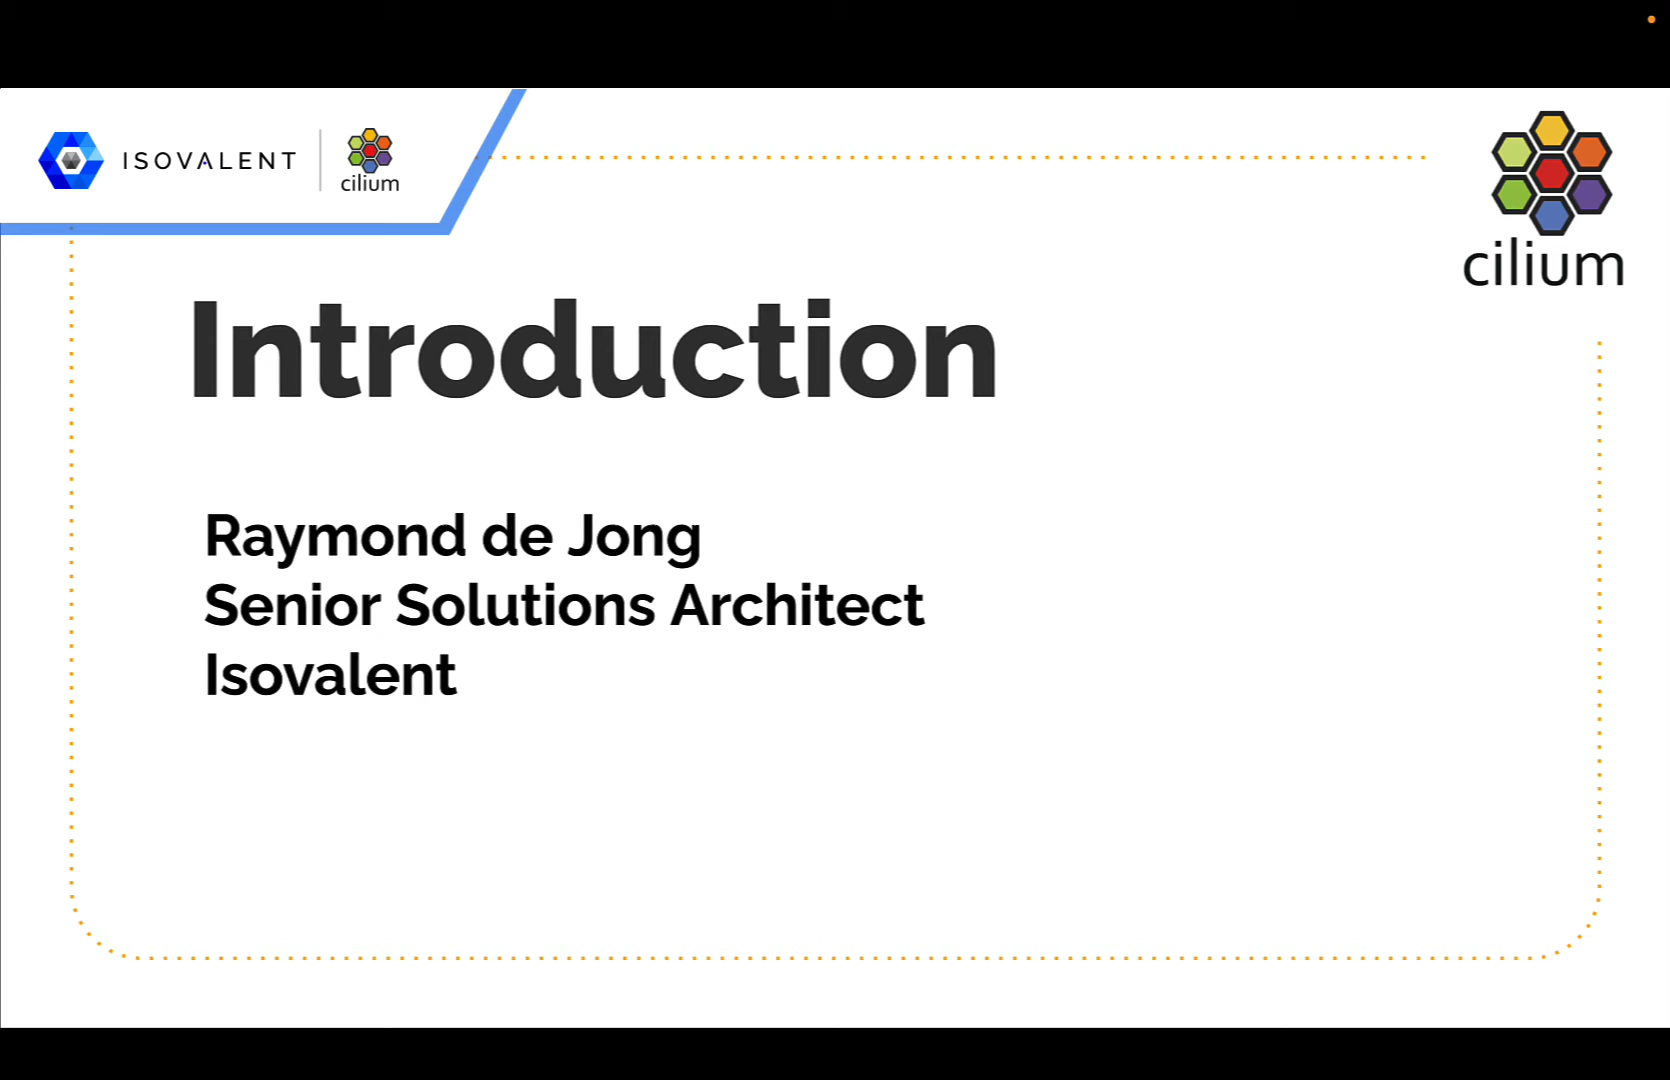 ISOVALENT
cilium
cilium
Introduction
Raymond de Jong
Senior Solutions Architect
Isovalent